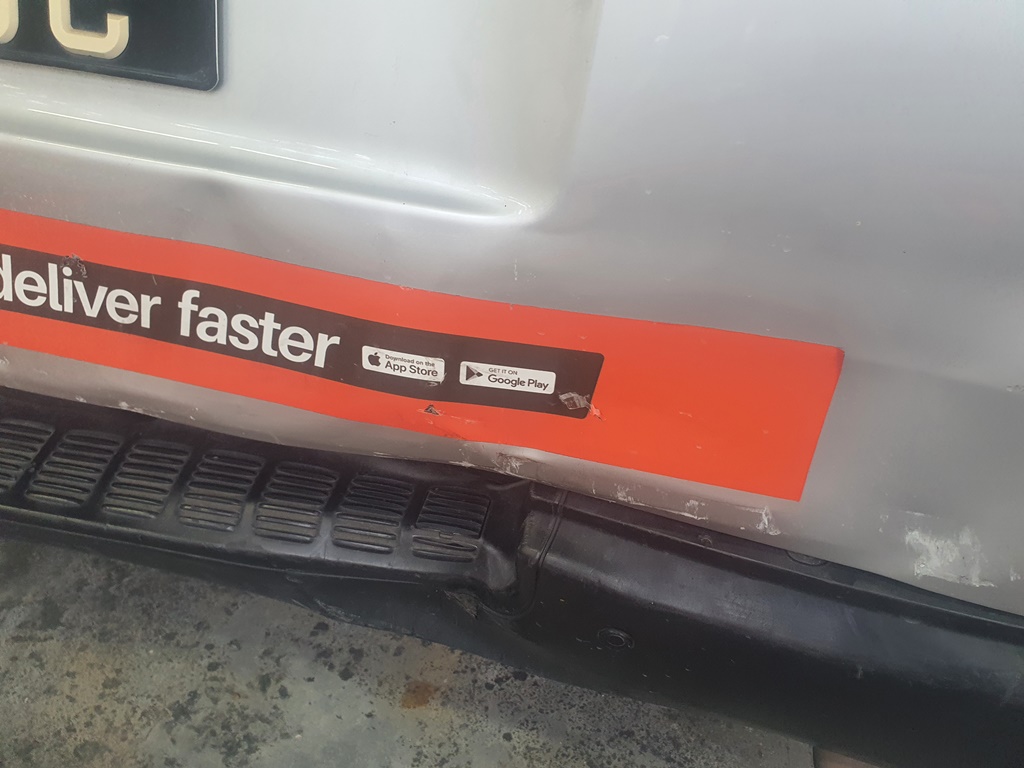 deliver faster
Download on the
App Store
GET IT ON
Google Play